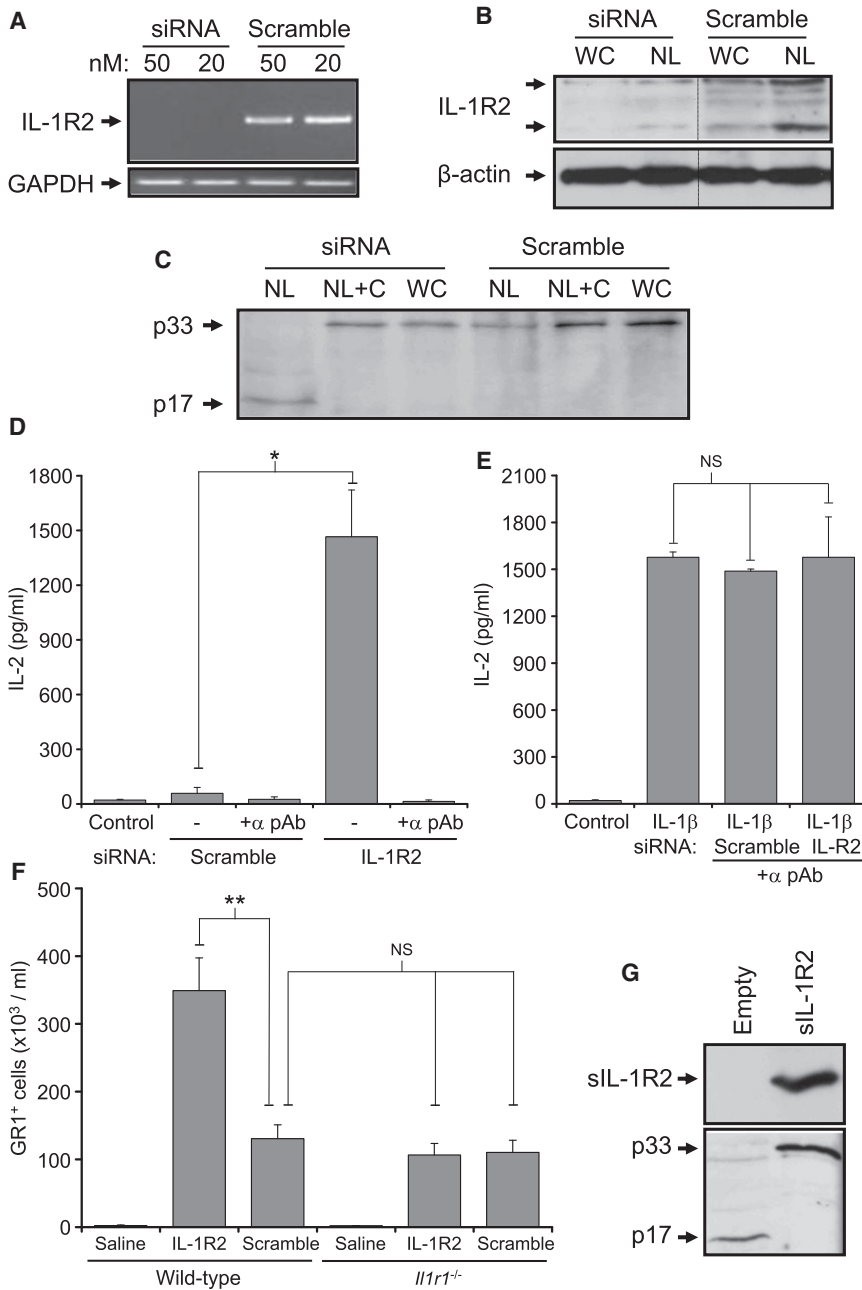 A
siRNA Scramble
nM: 50 20 50 20
IL-1R2
GAPDH
B
siRNA Scramble
WC NL WC NL
IL-1R2
β-actin
C
siRNA Scramble
NL NL+C WC NL NL+C WC
p33
p17
D
IL-2 (pg/ml)
1800
1500
1200
900
600
300
0
*
Control - +α pAb - +α pAb
siRNA: Scramble IL-1R2
E
IL-2 (pg/ml)
2100
1800
1500
1200
900
600
300
0
NS
Control IL-1β IL-1β IL-1β
siRNA: Scramble IL-R2
+α pAb
F
GR1⁺ cells (x10³ / ml)
500
400
300
200
100
0
**
NS
Saline IL-1R2 Scramble Saline IL-1R2 Scramble
Wild-type Il1r1⁻/⁻
G
Empty sIL-1R2
sIL-1R2
p33
p17